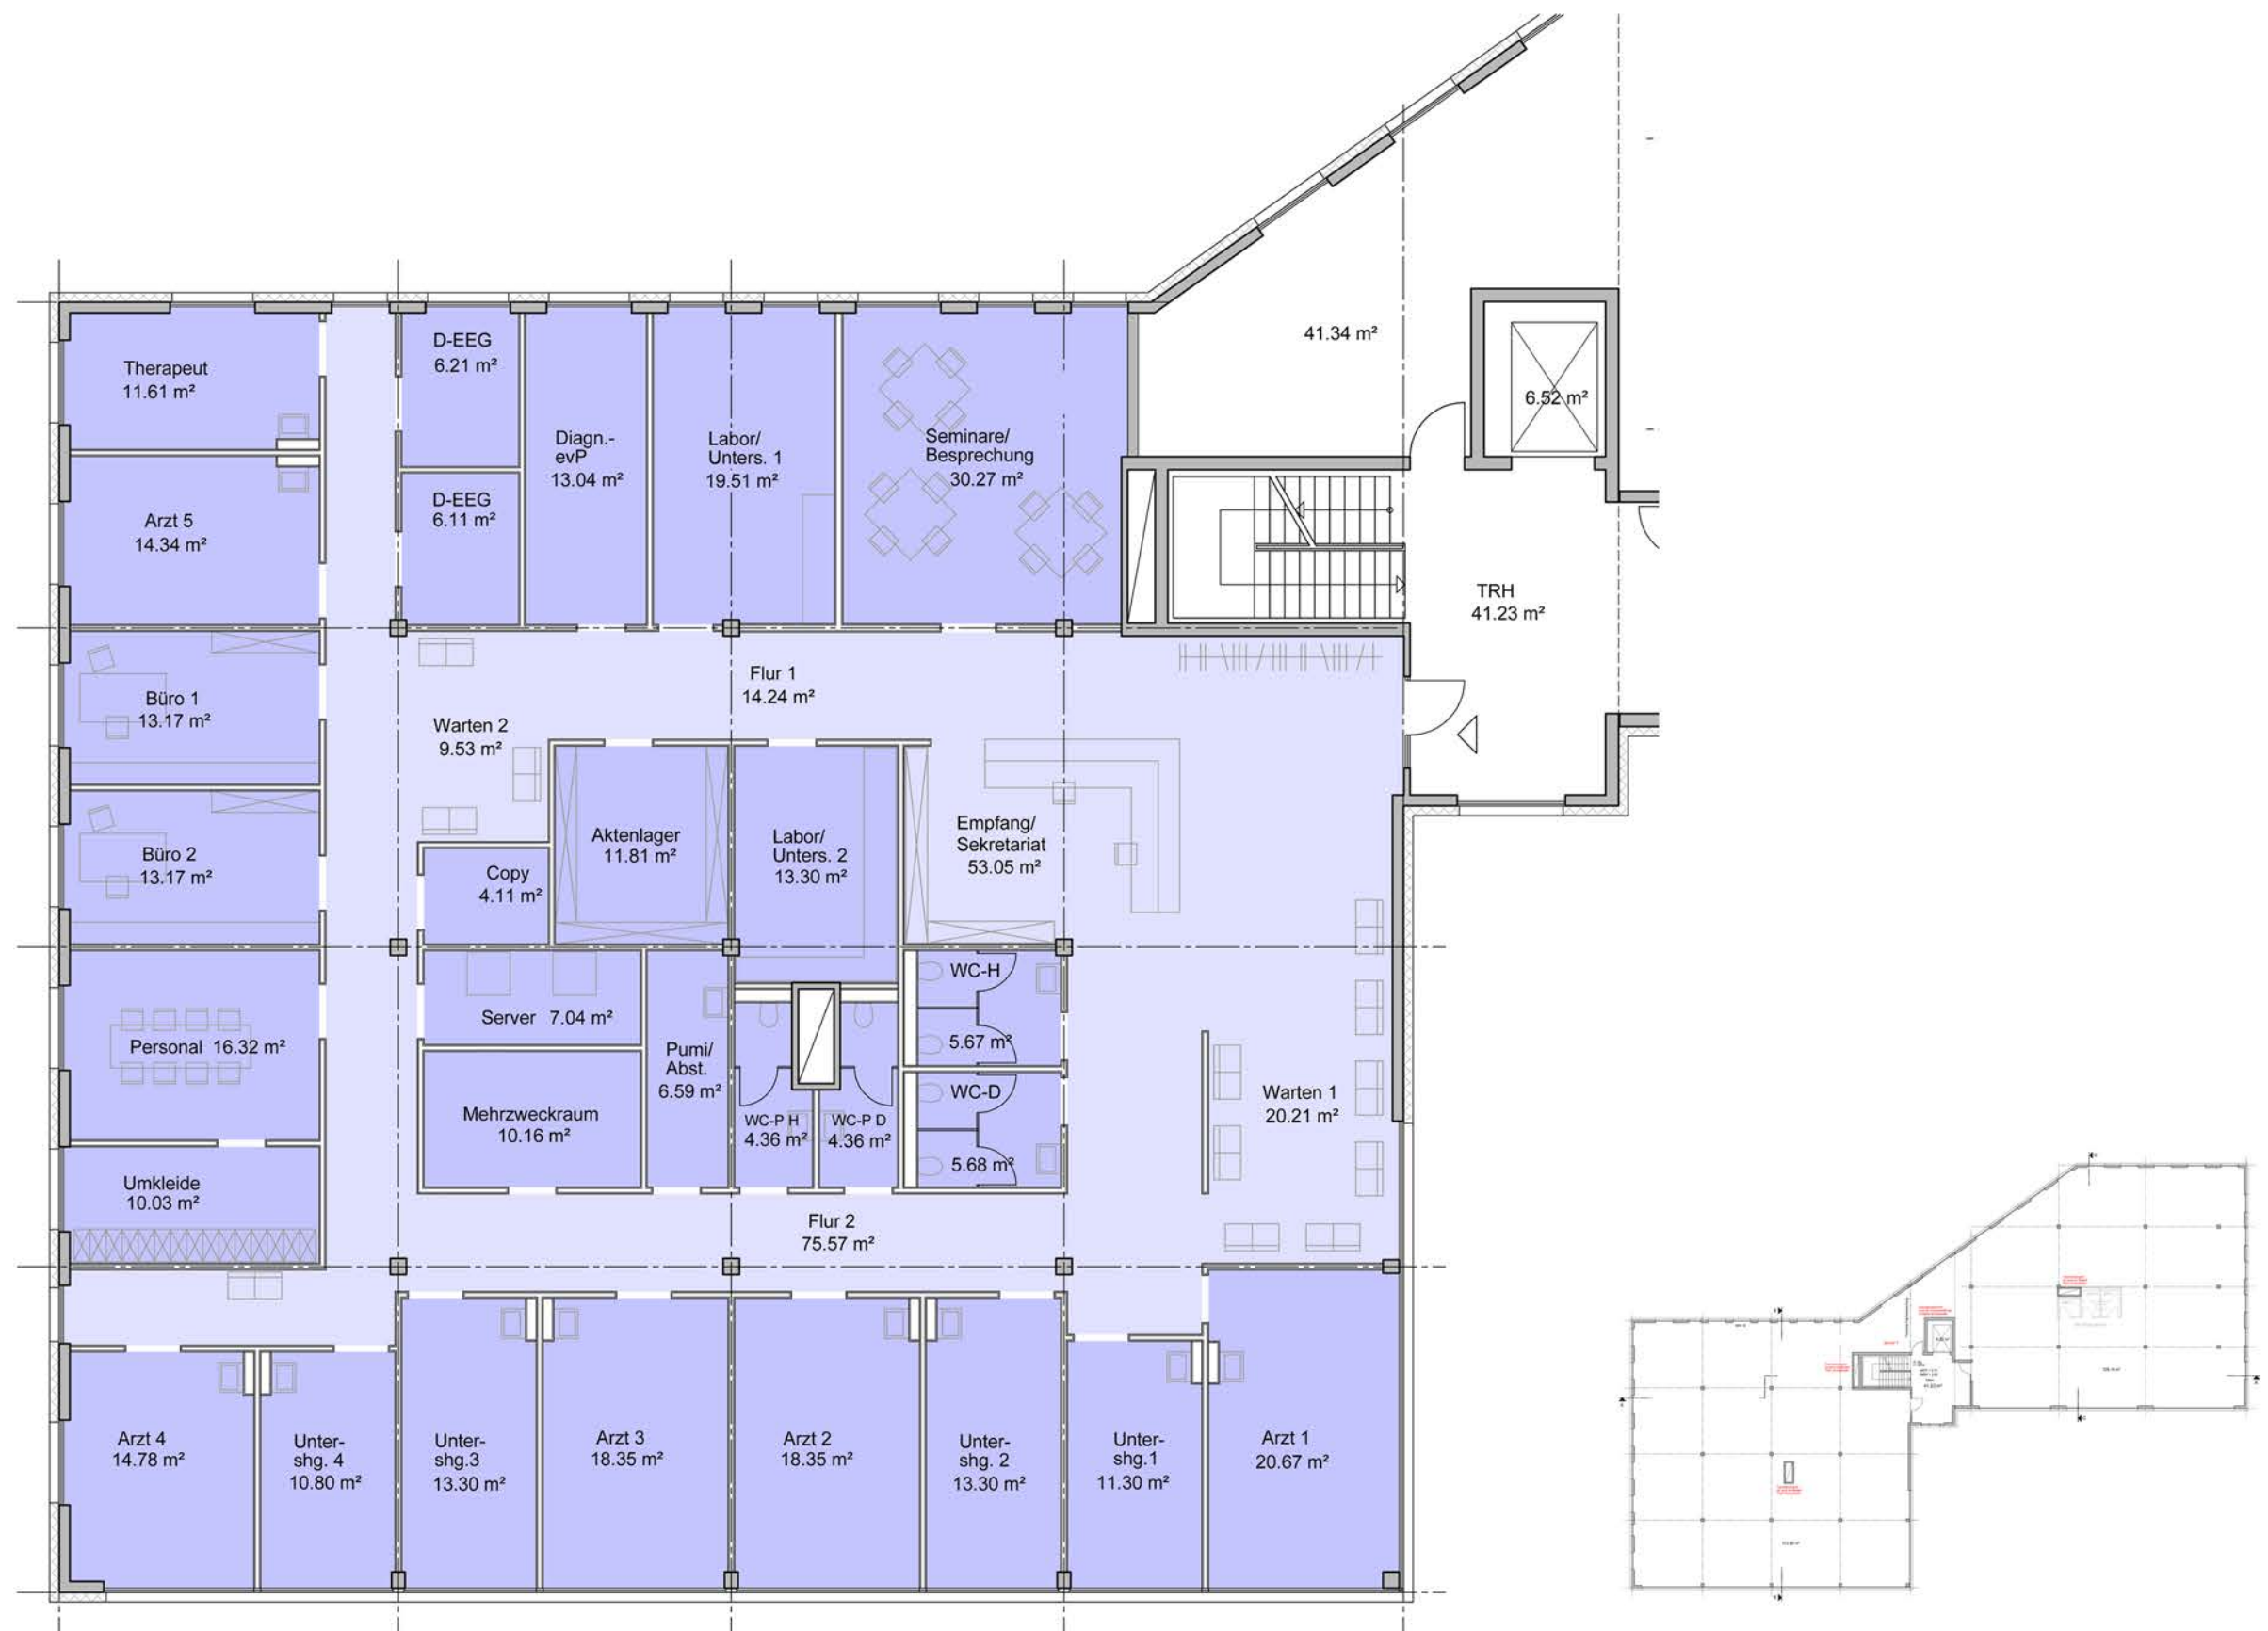 41.34 m²
6.52 m²
Therapeut
11.61 m²
D-EEG
6.21 m²
Diagn.-
evP
13.04 m²
Labor/
Unters. 1
19.51 m²
Seminare/
Besprechung
30.27 m²
D-EEG
6.11 m²
Arzt 5
14.34 m²
TRH
41.23 m²
Flur 1
14.24 m²
Büro 1
13.17 m²
Warten 2
9.53 m²
Büro 2
13.17 m²
Copy
4.11 m²
Aktenlager
11.81 m²
Labor/
Unters. 2
13.30 m²
Empfang/
Sekretariat
53.05 m²
WC-H
5.67 m²
Server 7.04 m²
Personal 16.32 m²
Pumi/
Abst.
6.59 m²
WC-D
5.68 m²
Warten 1
20.21 m²
Mehrzweckraum
10.16 m²
WC-P H
4.36 m²
WC-P D
4.36 m²
Umkleide
10.03 m²
Flur 2
75.57 m²
Arzt 4
14.78 m²
Unter-
shg. 4
10.80 m²
Unter-
shg.3
13.30 m²
Arzt 3
18.35 m²
Arzt 2
18.35 m²
Unter-
shg. 2
13.30 m²
Unter-
shg.1
11.30 m²
Arzt 1
20.67 m²